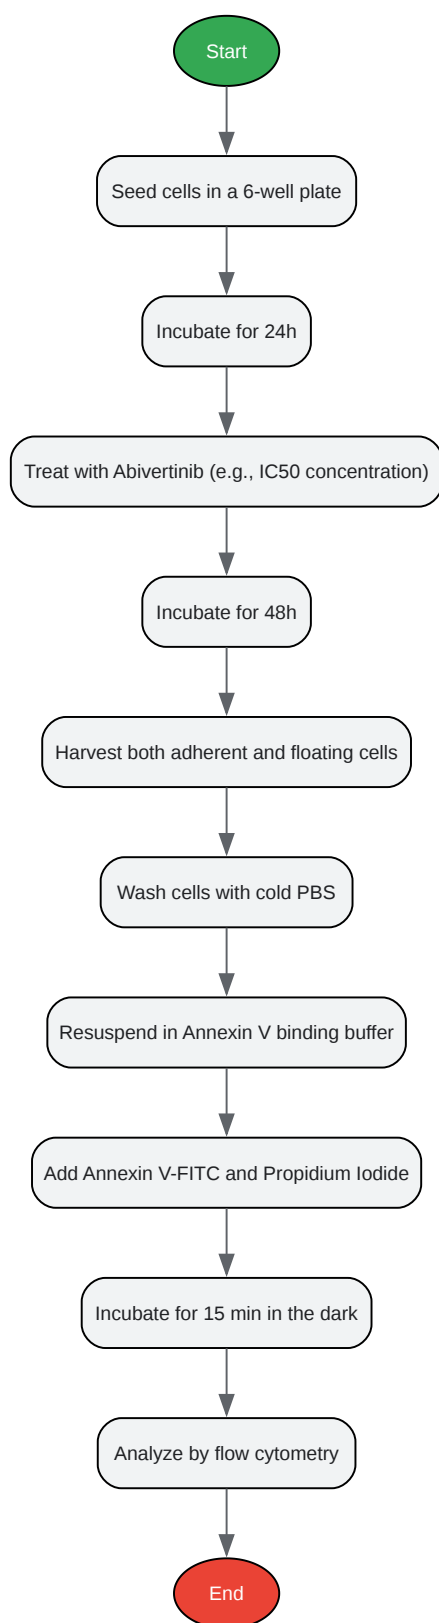 Start
Seed cells in a 6-well plate
Incubate for 24h
Treat with Abivertinib (e.g., IC50 concentration)
Incubate for 48h
Harvest both adherent and floating cells
Wash cells with cold PBS
Resuspend in Annexin V binding buffer
Add Annexin V-FITC and Propidium Iodide
Incubate for 15 min in the dark
Analyze by flow cytometry
End